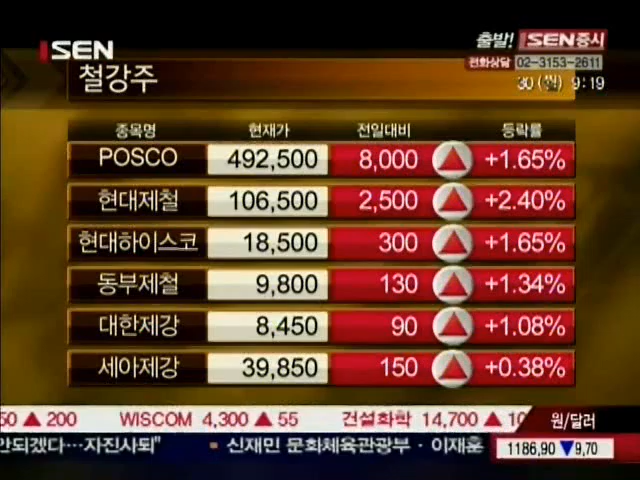 SEN
출발! SEN증시
전화상담 02-3153-2611
철강주
30 (월) 9:19
종목명 현재가 전일대비 등락률
POSCO 492,500 8,000 ▲ +1.65%
현대제철 106,500 2,500 ▲ +2.40%
현대하이스코 18,500 300 ▲ +1.65%
동부제철 9,800 130 ▲ +1.34%
대한제강 8,450 90 ▲ +1.08%
세아제강 39,850 150 ▲ +0.38%
50 ▲ 200 WISCOM 4,300 ▲ 55 건설화학 14,700 ▲ 10 원/달러
안되겠다…자진사퇴" 신재민 문화체육관광부·이재훈 1186,90 ▼9,70